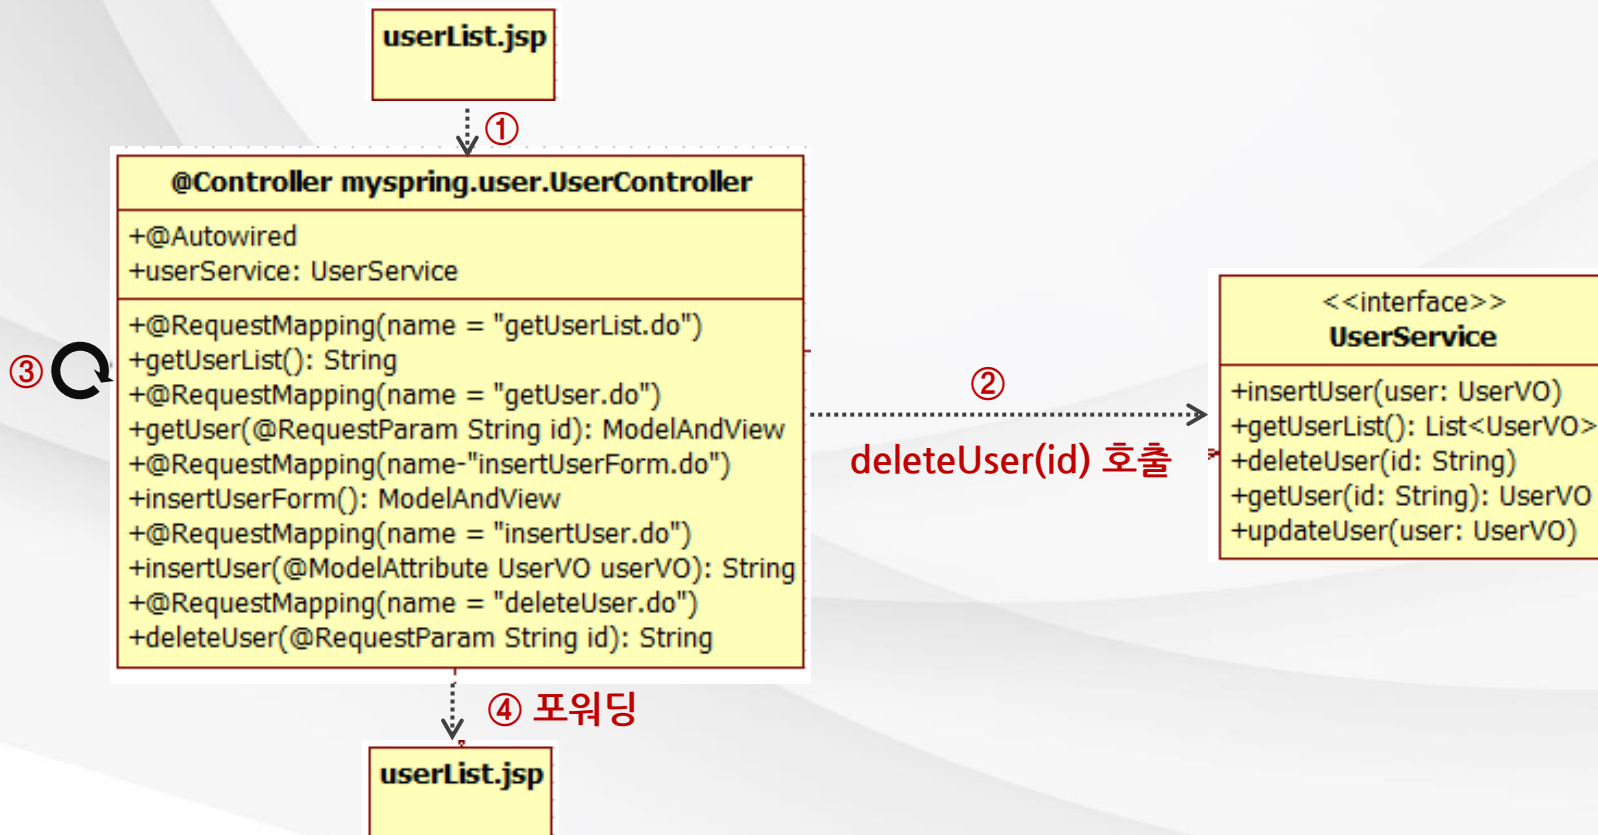 userList.jsp
①
@Controller myspring.user.UserController
+@Autowired
+userService: UserService
+@RequestMapping(name = "getUserList.do")
+getUserList(): String
+@RequestMapping(name = "getUser.do")
+getUser(@RequestParam String id): ModelAndView
+@RequestMapping(name-"insertUserForm.do")
+insertUserForm(): ModelAndView
+@RequestMapping(name = "insertUser.do")
+insertUser(@ModelAttribute UserVO userVO): String
+@RequestMapping(name = "deleteUser.do")
+deleteUser(@RequestParam String id): String
③
②
deleteUser(id) 호출
<<interface>>
UserService
+insertUser(user: UserVO)
+getUserList(): List<UserVO>
+deleteUser(id: String)
+getUser(id: String): UserVO
+updateUser(user: UserVO)
④ 포워딩
userList.jsp